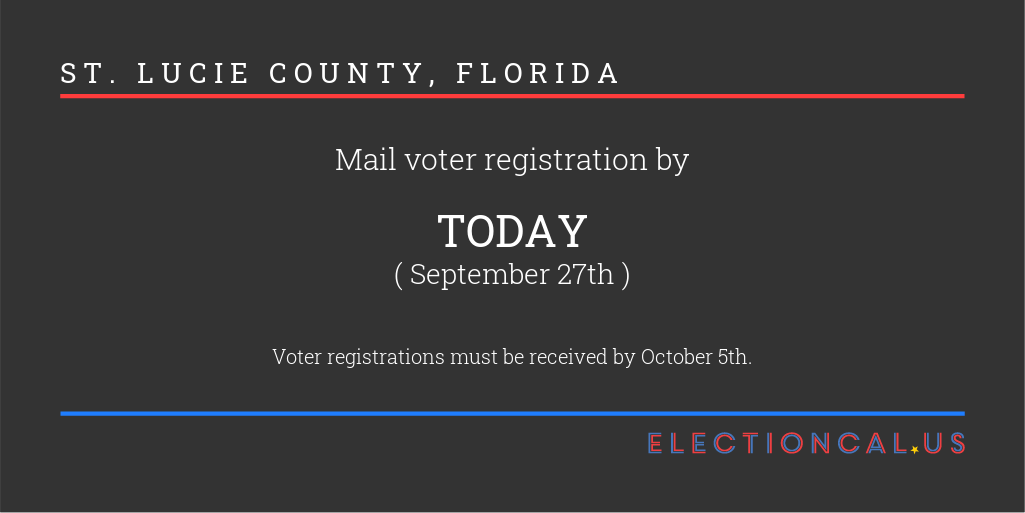 ST. LUCIE COUNTY, FLORIDA
Mail voter registration by
TODAY
( September 27th )
Voter registrations must be received by October 5th.
ELECTIONCAL.US